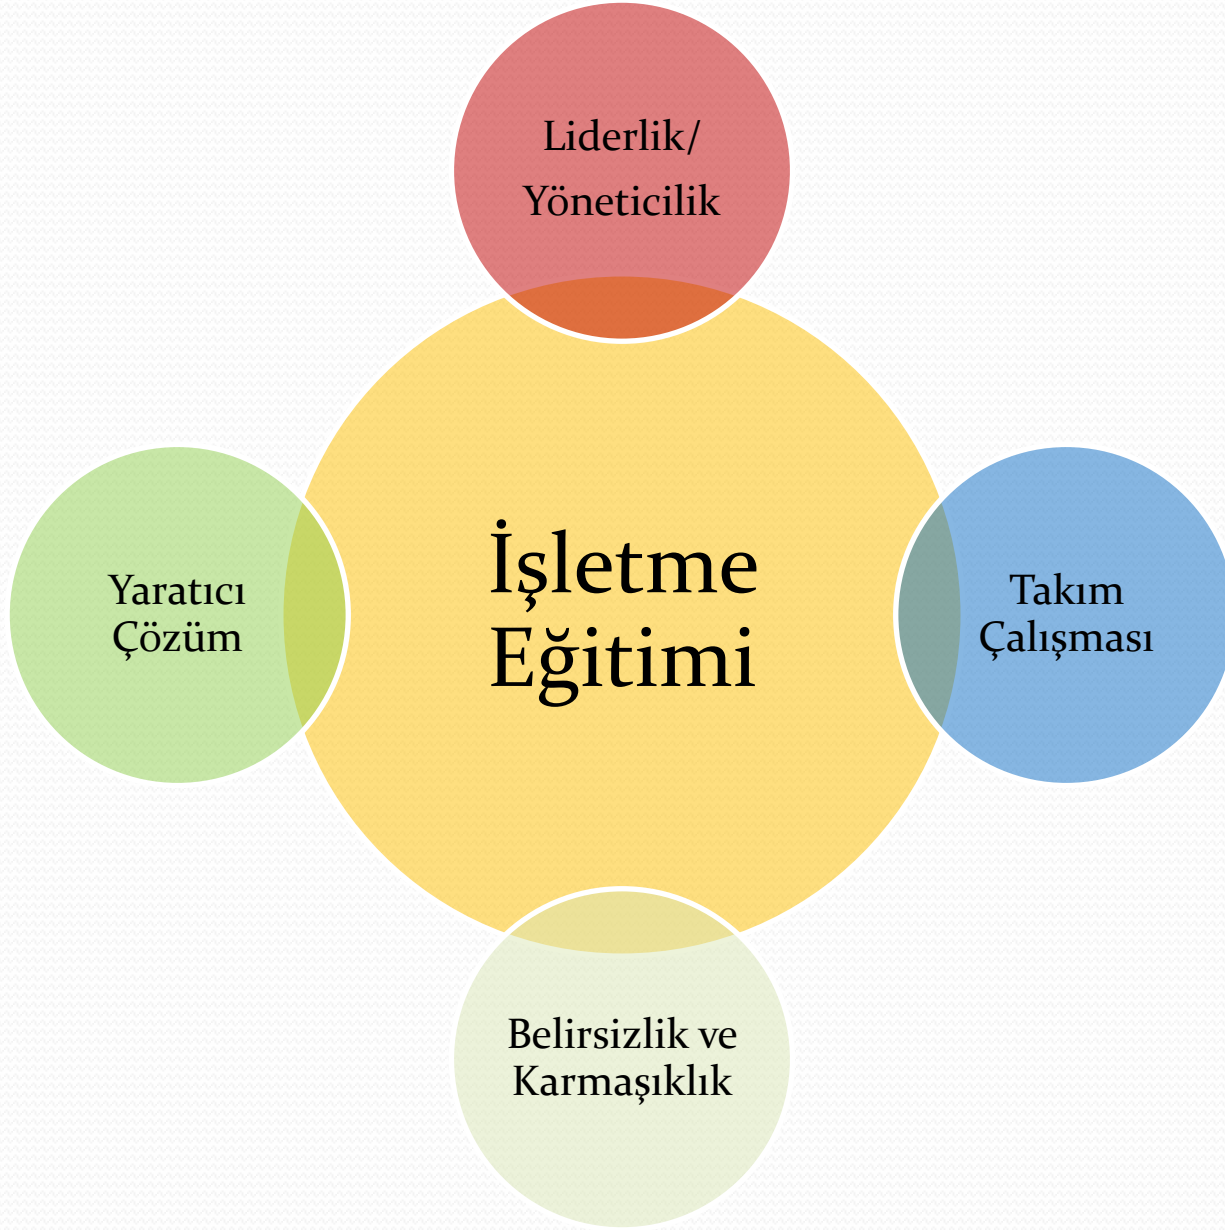 Liderlik/
Yöneticilik
İşletme
Eğitimi
Yaratıcı
Çözüm
Takım
Çalışması
Belirsizlik ve
Karmaşıklık